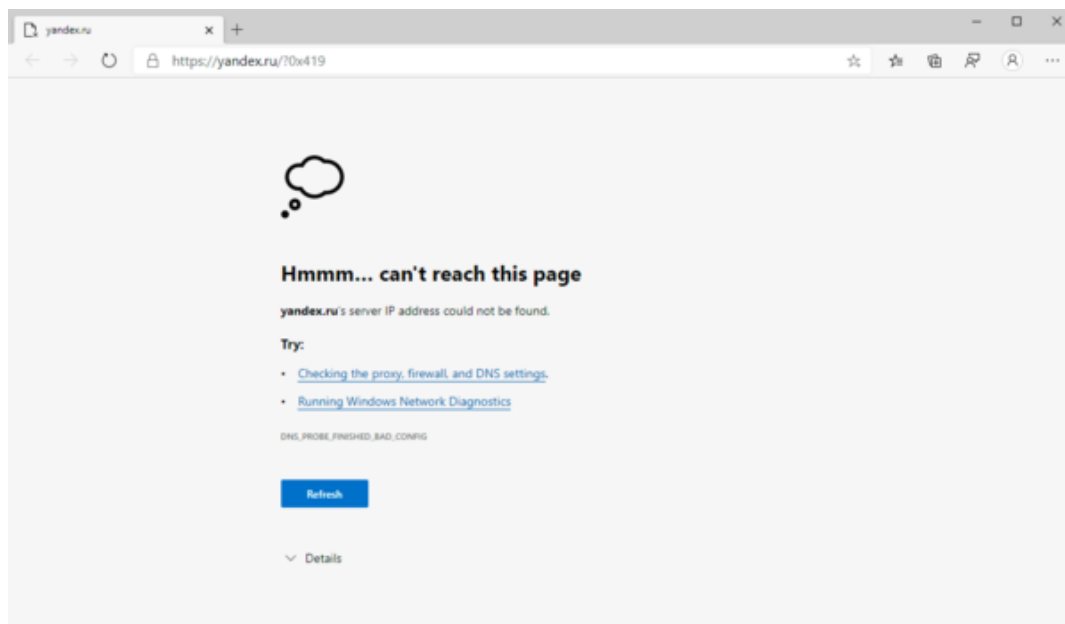 yandex.ru
https://yandex.ru/?0x419
Hmmm... can't reach this page
yandex.ru's server IP address could not be found.
Try:
• Checking the proxy, firewall, and DNS settings.
• Running Windows Network Diagnostics
DNS_PROBE_FINISHED_BAD_CONFIG
Refresh
Details